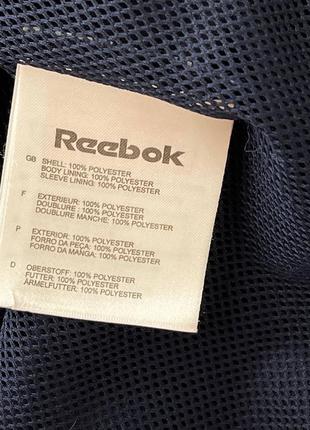 Reebok
GB SHELL: 100% POLYESTER
BODY LINING: 100% POLYESTER
SLEEVE LINING: 100% POLYESTER
F EXTERIEUR: 100% POLYESTER
DOUBLURE : 100% POLYESTER
DOUBLURE MANCHE: 100% POLYESTER
P EXTERIOR: 100% POLYESTER
FORRO DA PEÇA: 100% POLYESTER
FORRO DA MANGA: 100% POLYESTER
D OBERSTOFF: 100% POLYESTER
FUTTER: 100% POLYESTER
ÄRMELFUTTER: 100% POLYESTER